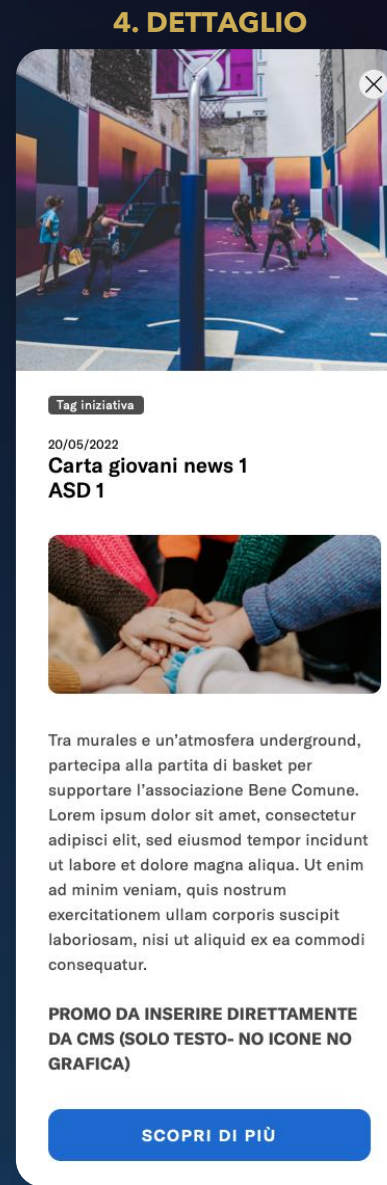 4. DETTAGLIO
Tag iniziativa
20/05/2022
Carta giovani news 1
ASD 1
Tra murales e un'atmosfera underground,
partecipa alla partita di basket per
supportare l'associazione Bene Comune.
Lorem ipsum dolor sit amet, consectetur
adipisci elit, sed eiusmod tempor incidunt
ut labore et dolore magna aliqua. Ut enim
ad minim veniam, quis nostrum
exercitationem ullam corporis suscipit
laboriosam, nisi ut aliquid ex ea commodi
consequatur.
PROMO DA INSERIRE DIRETTAMENTE
DA CMS (SOLO TESTO- NO ICONE NO
GRAFICA)
SCOPRI DI PIÙ